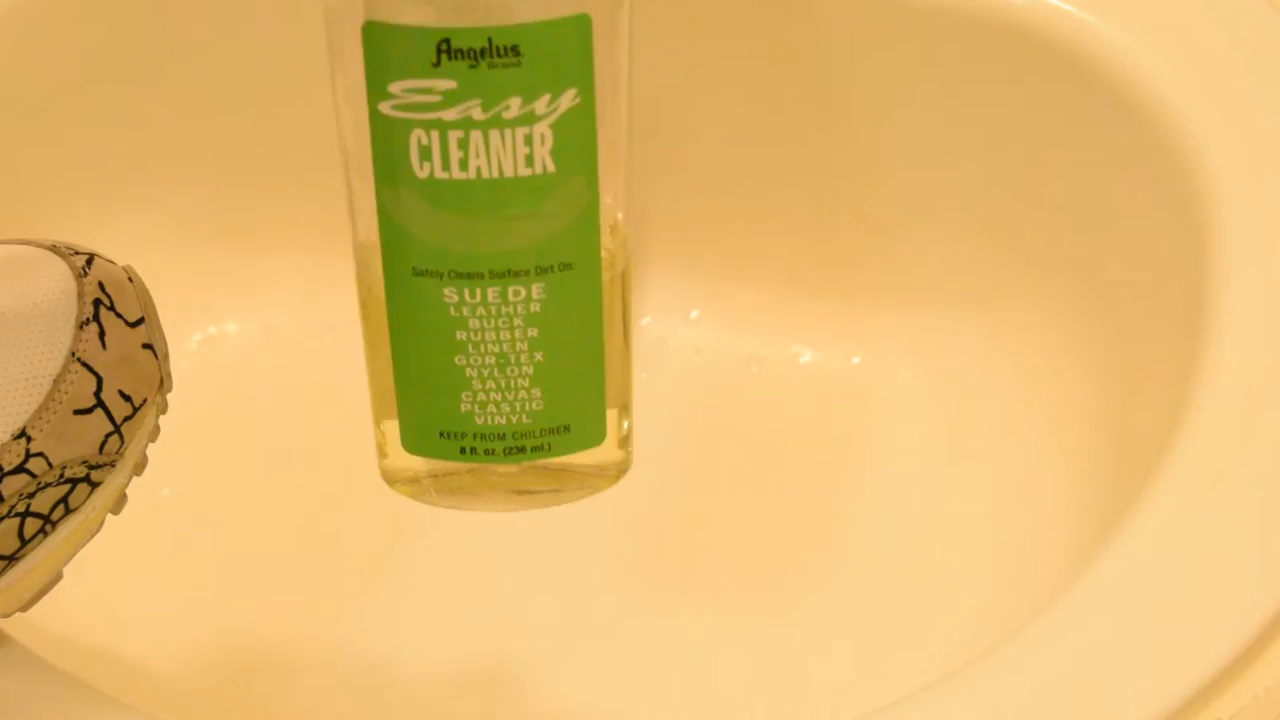 Angelus
Brand
Easy
CLEANER
Safely Cleans Surface Dirt On:
SUEDE
LEATHER
BUCK
RUBBER
LINEN
GOR-TEX
NYLON
SATIN
CANVAS
PLASTIC
VINYL
KEEP FROM CHILDREN
8 fl. oz. (236 ml.)